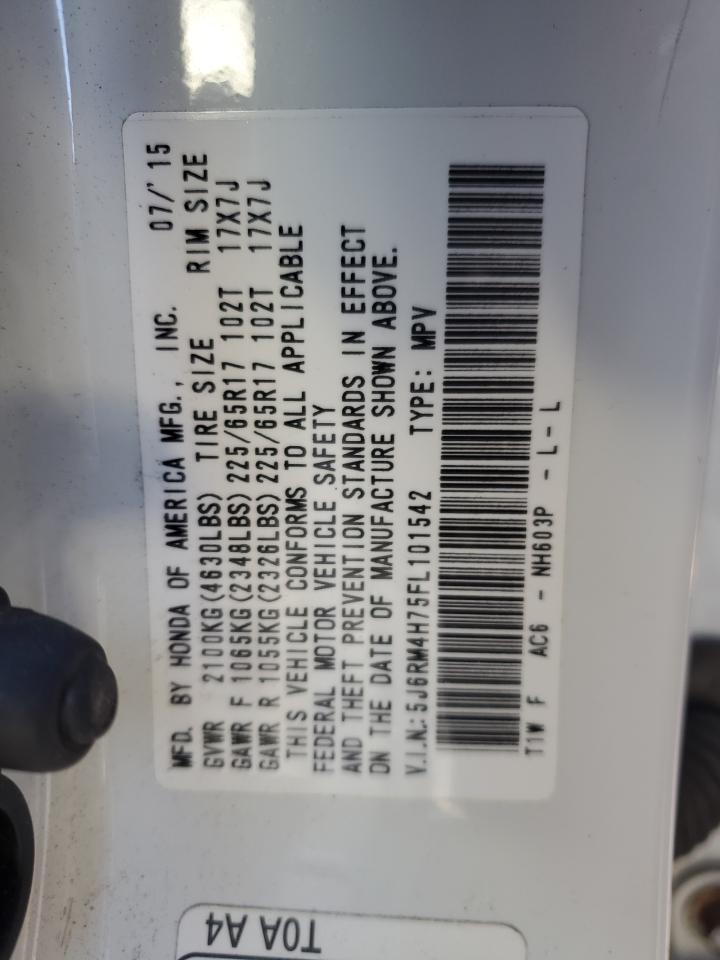 MFD. BY HONDA OF AMERICA MFG., INC. 07/'15
GVWR 2100KG(4630LBS) TIRE SIZE RIM SIZE
GAWR F 1065KG(2348LBS) 225/65R17 102T 17X7J
GAWR R 1055KG(2326LBS) 225/65R17 102T 17X7J
THIS VEHICLE CONFORMS TO ALL APPLICABLE
FEDERAL MOTOR VEHICLE SAFETY
AND THEFT PREVENTION STANDARDS IN EFFECT
ON THE DATE OF MANUFACTURE SHOWN ABOVE.
V.I.N.:5J6RM4H75FL101542 TYPE: MPV
T1W F AC6 - NH603P - L - L
T0A A4